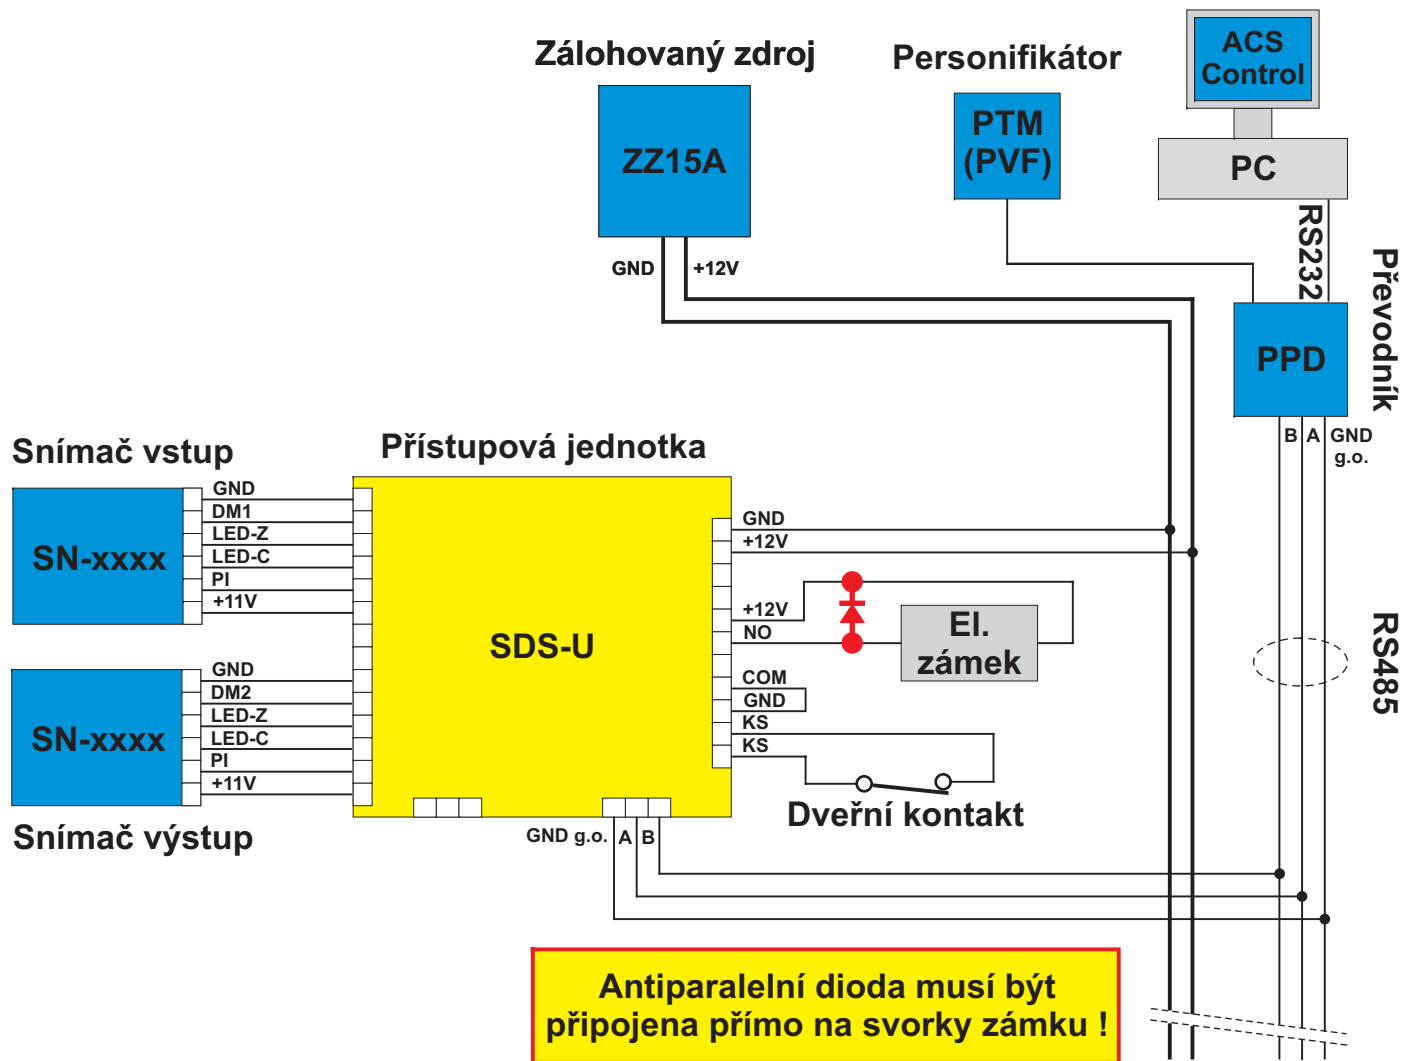 Zálohovaný zdroj
ZZ15A
GND
+12V
Personifikátor
PTM
(PVF)
ACS
Control
PC
RS232
Převodník
PPD
B
A
GND
g.o.
RS485
Snímač vstup
SN-xxxx
GND
DM1
LED-Z
LED-C
PI
+11V
Přístupová jednotka
SDS-U
GND
+12V
+12V
NO
El.
zámek
COM
GND
KS
KS
Dveřní kontakt
SN-xxxx
GND
DM2
LED-Z
LED-C
PI
+11V
Snímač výstup
GND g.o.
A
B
Antiparalelní dioda musí být
připojena přímo na svorky zámku !